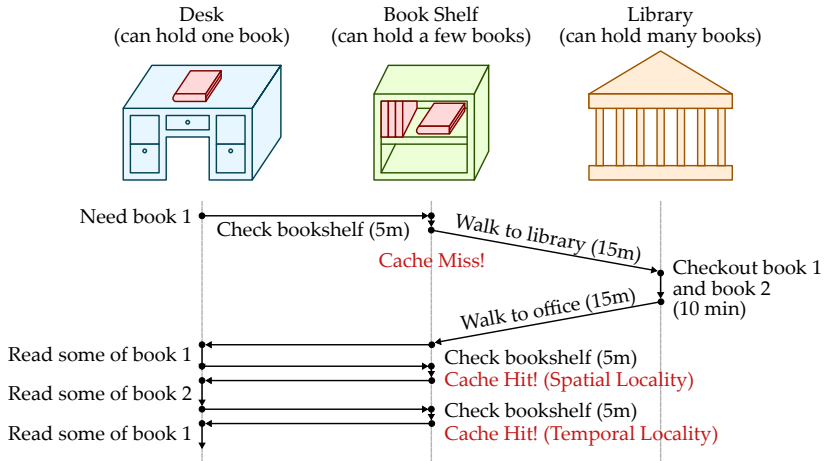 Desk
(can hold one book)
Book Shelf
(can hold a few books)
Library
(can hold many books)
Need book 1
Check bookshelf (5m)
Walk to library (15m)
Cache Miss!
Checkout book 1
and book 2
(10 min)
Walk to office (15m)
Read some of book 1
Check bookshelf (5m)
Cache Hit! (Spatial Locality)
Read some of book 2
Check bookshelf (5m)
Read some of book 1
Cache Hit! (Temporal Locality)